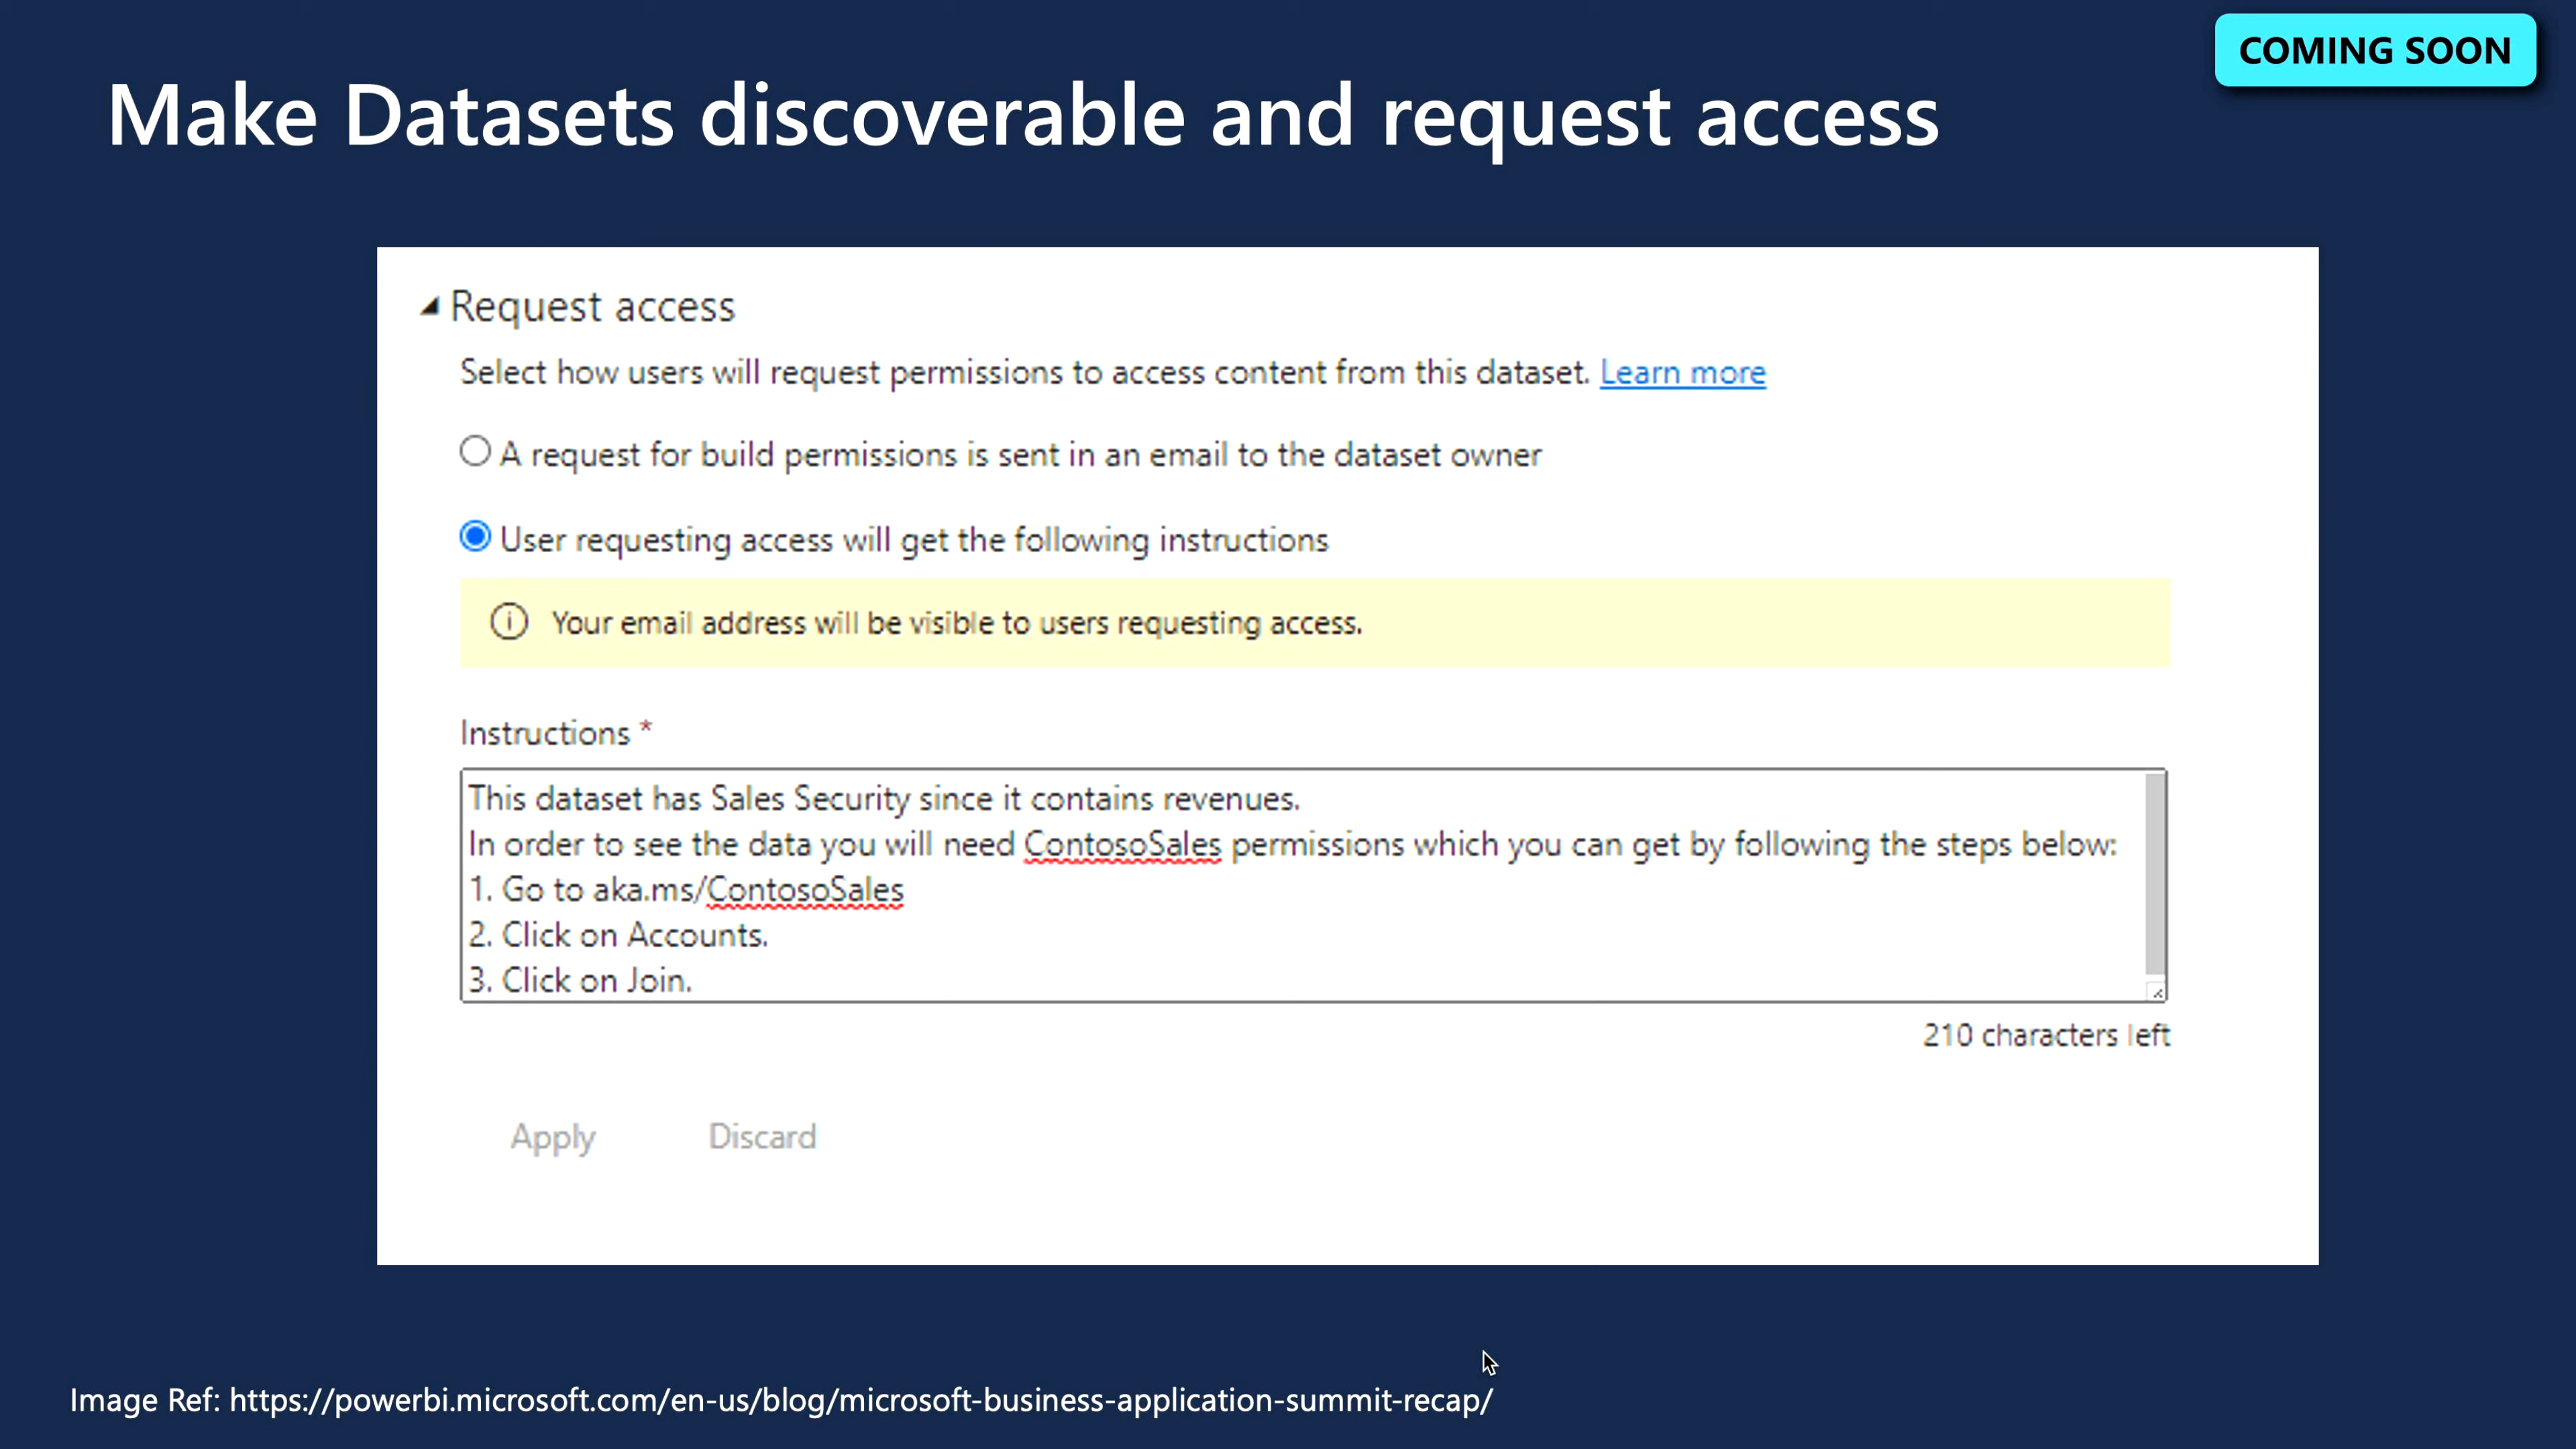 COMING SOON
Make Datasets discoverable and request access
Request access
Select how users will request permissions to access content from this dataset. Learn more
A request for build permissions is sent in an email to the dataset owner
User requesting access will get the following instructions
Your email address will be visible to users requesting access.
Instructions *
This dataset has Sales Security since it contains revenues.
In order to see the data you will need ContosoSales permissions which you can get by following the steps below:
1. Go to aka.ms/ContosoSales
2. Click on Accounts.
3. Click on Join.
210 characters left
Apply Discard
Image Ref: https://powerbi.microsoft.com/en-us/blog/microsoft-business-application-summit-recap/